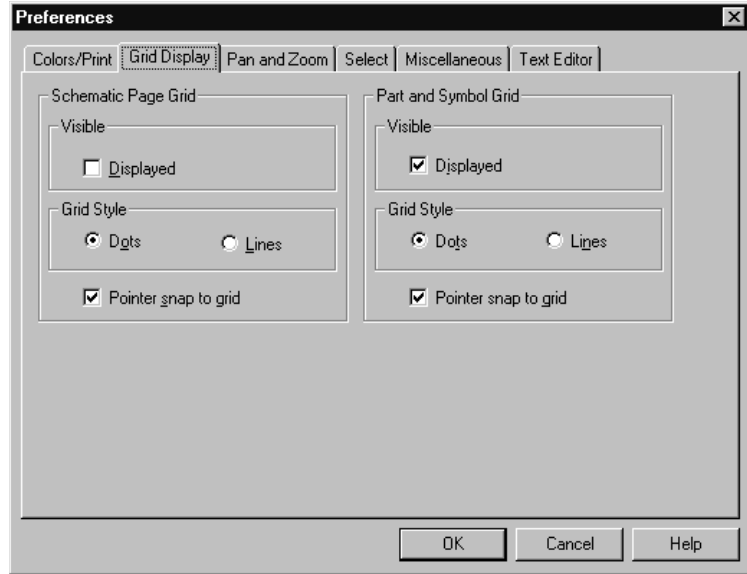 Preferences
Colors/Print Grid Display Pan and Zoom Select Miscellaneous Text Editor
Schematic Page Grid
Visible
Displayed
Grid Style
Dots Lines
Pointer snap to grid
Part and Symbol Grid
Visible
Displayed
Grid Style
Dots Lines
Pointer snap to grid
OK Cancel Help